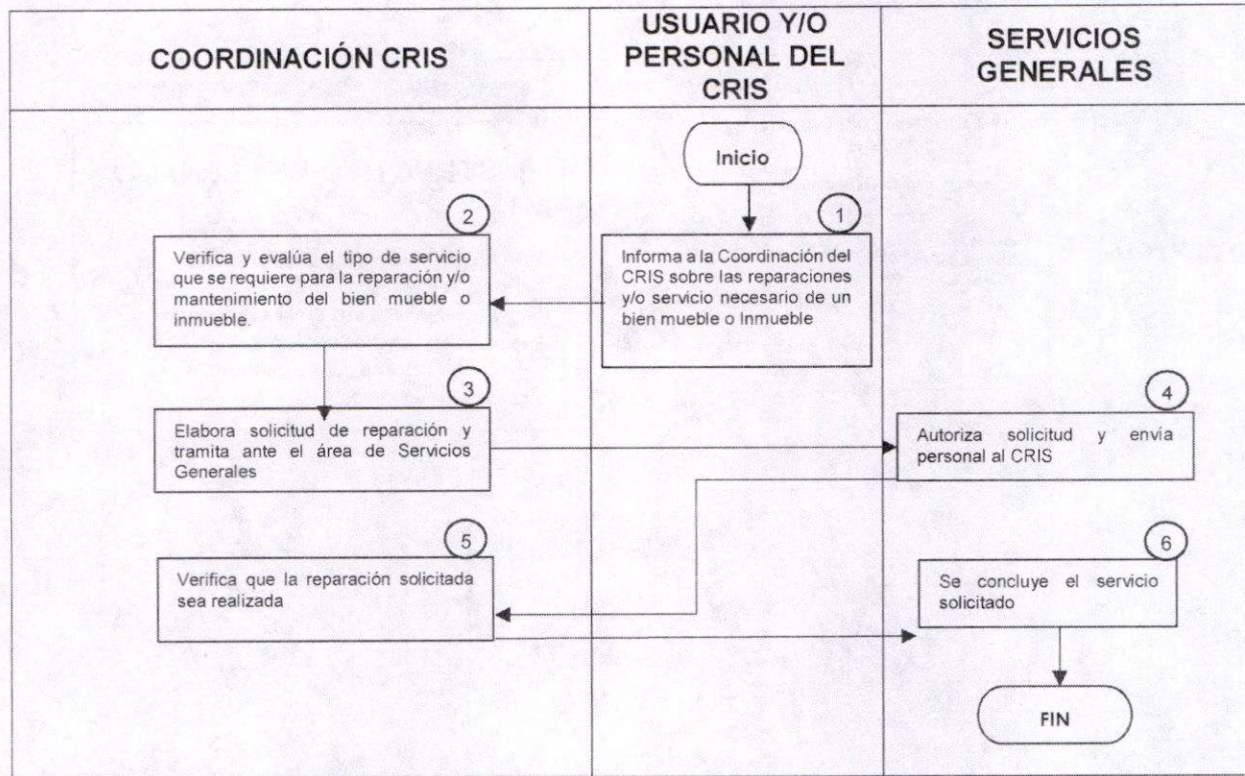 COORDINACIÓN CRIS
USUARIO Y/O
PERSONAL DEL
CRIS
SERVICIOS
GENERALES
Inicio
1
Informa a la Coordinación del
CRIS sobre las reparaciones
y/o servicio necesario de un
bien mueble o Inmueble
2
Verifica y evalúa el tipo de servicio
que se requiere para la reparación y/o
mantenimiento del bien mueble o
inmueble.
3
Elabora solicitud de reparación y
tramita ante el área de Servicios
Generales
4
Autoriza solicitud y envía
personal al CRIS
5
Verifica que la reparación solicitada
sea realizada
6
Se concluye el servicio
solicitado
FIN